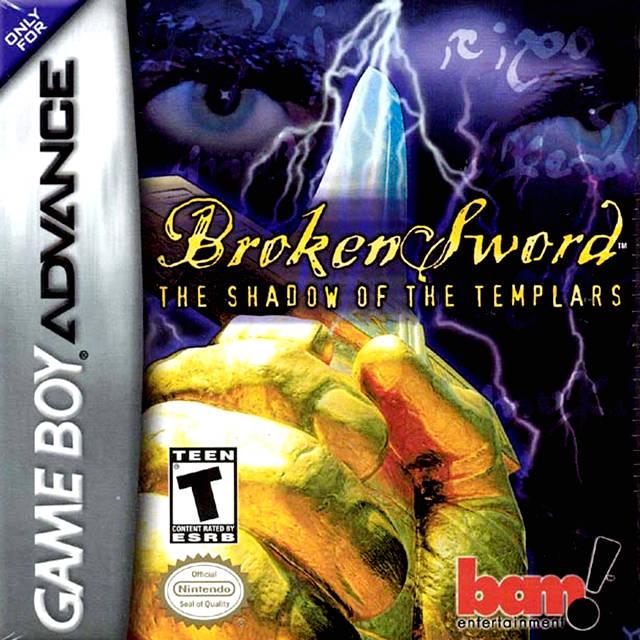 ONLY
FOR
GAME BOY ADVANCE
Broken Sword™
THE SHADOW OF THE TEMPLARS
TEEN
T
CONTENT RATED BY
ESRB
Official
Nintendo
Seal of Quality
bam!
entertainment